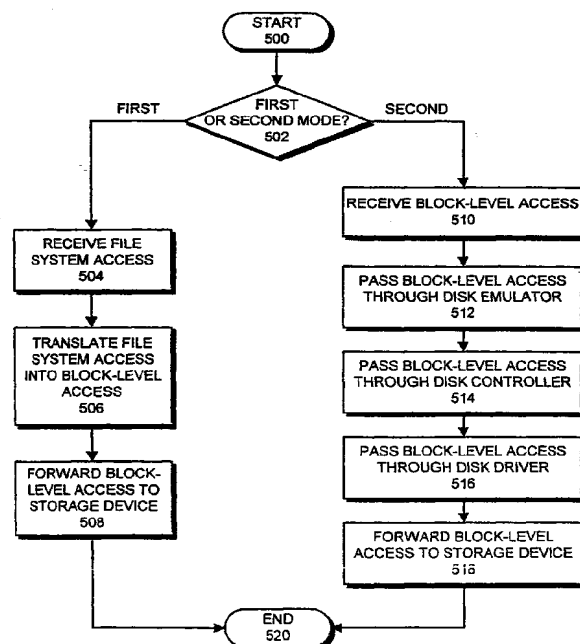 START
500
FIRST
OR SECOND MODE?
502
FIRST
SECOND
RECEIVE FILE
SYSTEM ACCESS
504
TRANSLATE FILE
SYSTEM ACCESS
INTO BLOCK-LEVEL
ACCESS
506
FORWARD BLOCK-
LEVEL ACCESS TO
STORAGE DEVICE
508
RECEIVE BLOCK-LEVEL ACCESS
510
PASS BLOCK-LEVEL ACCESS
THROUGH DISK EMULATOR
512
PASS BLOCK-LEVEL ACCESS
THROUGH DISK CONTROLLER
514
PASS BLOCK-LEVEL ACCESS
THROUGH DISK DRIVER
516
FORWARD BLOCK-LEVEL
ACCESS TO STORAGE DEVICE
518
END
520